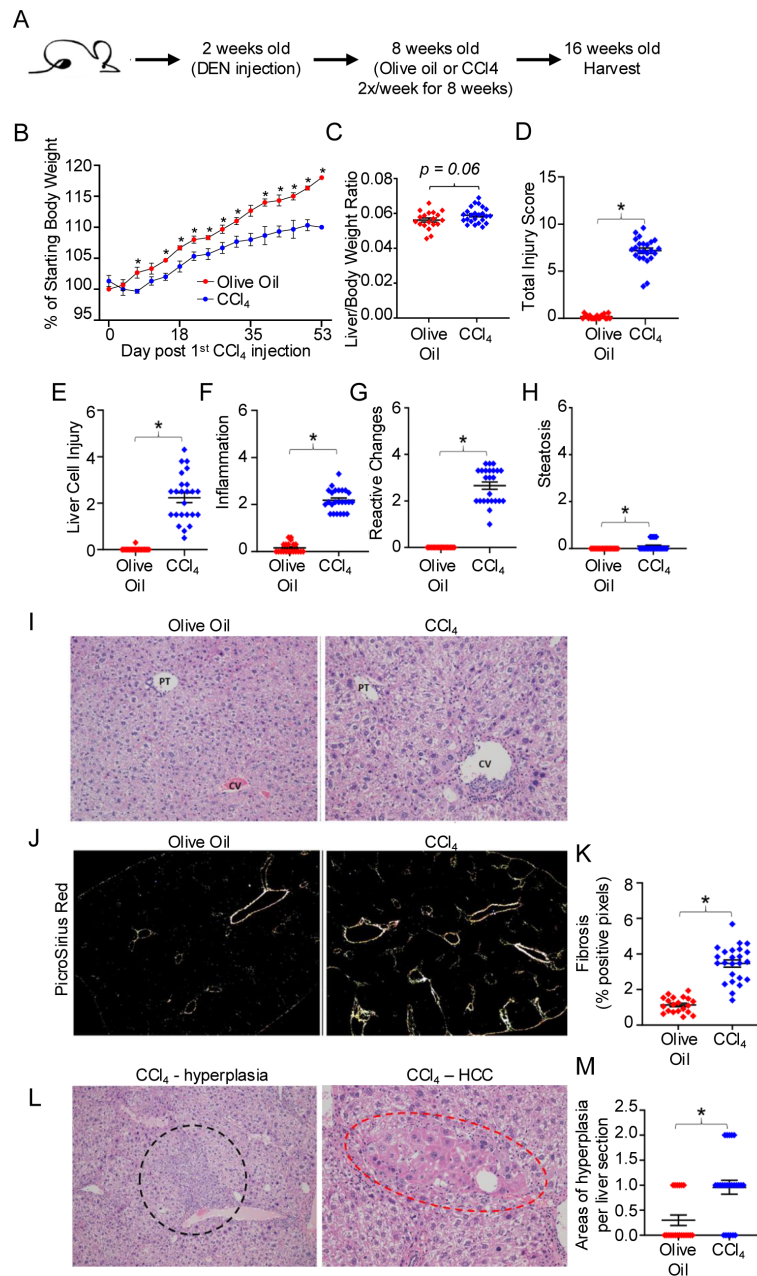 A
2 weeks old
(DEN injection)
8 weeks old
(Olive oil or CCl4
2x/week for 8 weeks)
16 weeks old
Harvest
B
% of Starting Body Weight
120
115
110
105
100
95
*
*
*
*
*
*
*
*
*
*
*
*
Olive Oil
CCl₄
0
18
35
53
Day post 1ˢᵗ CCl₄ injection
C
Liver/Body Weight Ratio
p = 0.06
0.08
0.06
0.04
0.02
0.00
Olive
Oil
CCl₄
D
Total Injury Score
15
10
5
0
*
Olive
Oil
CCl₄
E
Liver Cell Injury
6
4
2
0
*
Olive
Oil
CCl₄
F
Inflammation
6
4
2
0
*
Olive
Oil
CCl₄
G
Reactive Changes
6
4
2
0
*
Olive
Oil
CCl₄
H
Steatosis
6
4
2
0
*
Olive
Oil
CCl₄
I
Olive Oil
CCl₄
PT
CV
PT
CV
J
Olive Oil
CCl₄
PicroSirius Red
K
Fibrosis
(% positive pixels)
8
6
4
2
0
*
Olive
Oil
CCl₄
L
CCl₄ - hyperplasia
CCl₄ – HCC
M
Areas of hyperplasia
per liver section
2.5
2.0
1.5
1.0
0.5
0.0
*
Olive
Oil
CCl₄